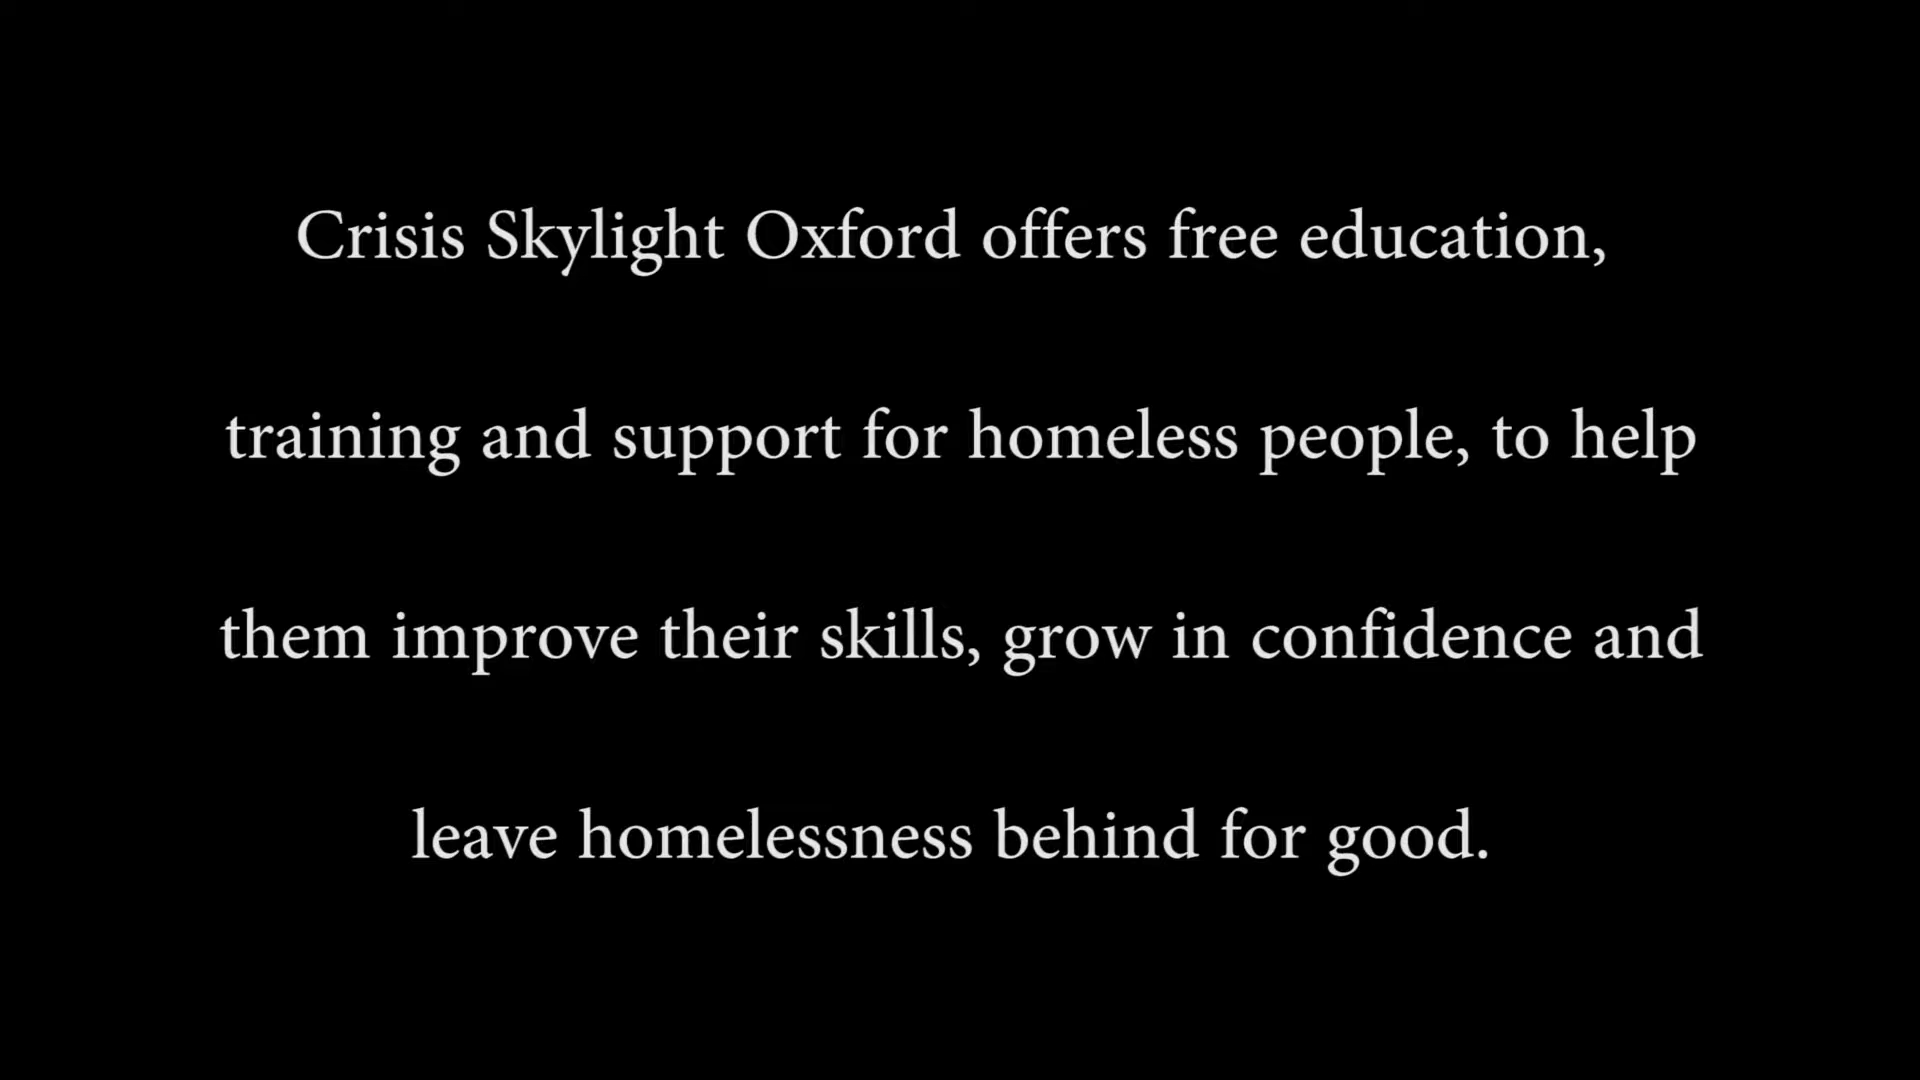 Crisis Skylight Oxford offers free education,
training and support for homeless people, to help
them improve their skills, grow in confidence and
leave homelessness behind for good.